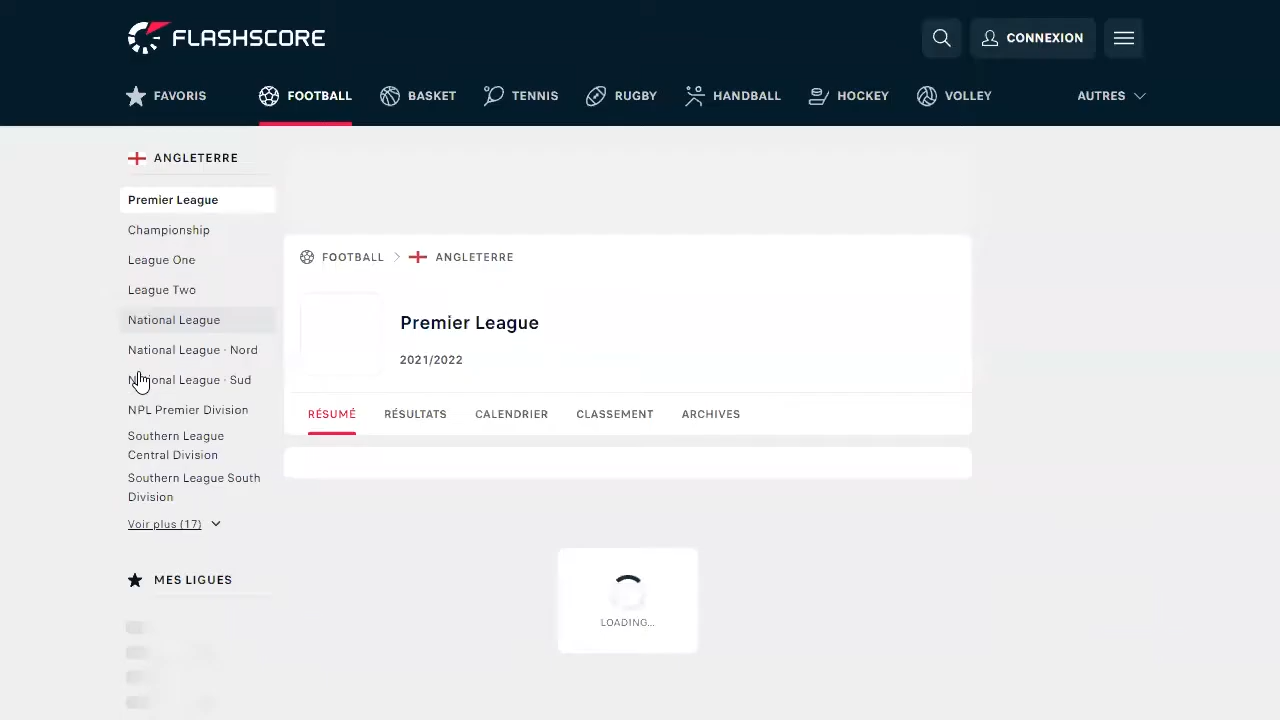 FLASHSCORE
CONNEXION
FAVORIS
FOOTBALL
BASKET
TENNIS
RUGBY
HANDBALL
HOCKEY
VOLLEY
AUTRES
ANGLETERRE
Premier League
Championship
League One
League Two
National League
National League - Nord
National League - Sud
NPL Premier Division
Southern League
Central Division
Southern League South
Division
Voir plus (17)
MES LIGUES
FOOTBALL
ANGLETERRE
Premier League
2021/2022
RÉSUMÉ
RÉSULTATS
CALENDRIER
CLASSEMENT
ARCHIVES
LOADING...